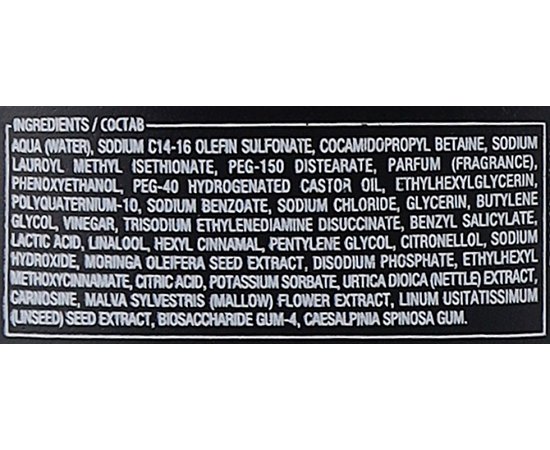 INGREDIENTS / СОСТАВ
AQUA (WATER), SODIUM C14-16 OLEFIN SULFONATE, COCAMIDOPROPYL BETAINE, SODIUM
LAUROYL METHYL ISETHIONATE, PEG-150 DISTEARATE, PARFUM (FRAGRANCE),
PHENOXYETHANOL, PEG-40 HYDROGENATED CASTOR OIL, ETHYLHEXYLGLYCERIN,
POLYQUATERNIUM-10, SODIUM BENZOATE, SODIUM CHLORIDE, GLYCERIN, BUTYLENE
GLYCOL, VINEGAR, TRISODIUM ETHYLENEDIAMINE DISUCCINATE, BENZYL SALICYLATE,
LACTIC ACID, LINALOOL, HEXYL CINNAMAL, PENTYLENE GLYCOL, CITRONELLOL, SODIUM
HYDROXIDE, MORINGA OLEIFERA SEED EXTRACT, DISODIUM PHOSPHATE, ETHYLHEXYL
METHOXYCINNAMATE, CITRIC ACID, POTASSIUM SORBATE, URTICA DIOICA (NETTLE) EXTRACT,
CARNOSINE, MALVA SYLVESTRIS (MALLOW) FLOWER EXTRACT, LINUM USITATISSIMUM
(LINSEED) SEED EXTRACT, BIOSACCHARIDE GUM-4, CAESALPINIA SPINOSA GUM.